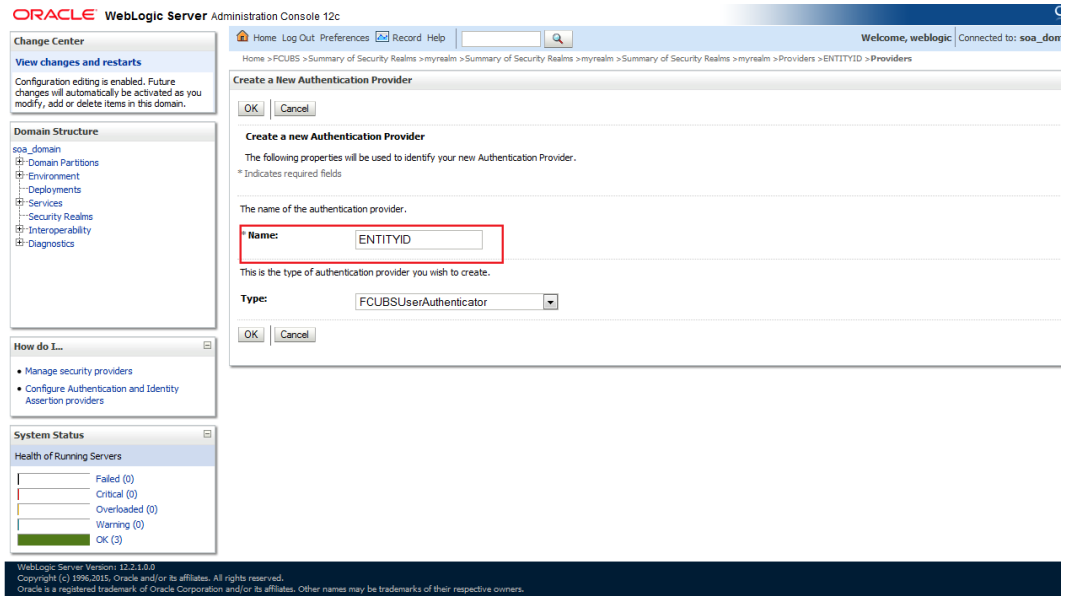 ORACLE WebLogic Server Administration Console 12c
Change Center
View changes and restarts
Configuration editing is enabled. Future
changes will automatically be activated as you
modify, add or delete items in this domain.
Domain Structure
soa_domain
Domain Partitions
Environment
Deployments
Services
Security Realms
Interoperability
Diagnostics
How do I...
Manage security providers
Configure Authentication and Identity
Assertion providers
System Status
Health of Running Servers
Failed (0)
Critical (0)
Overloaded (0)
Warning (0)
OK (3)
Home Log Out Preferences Record Help
Welcome, weblogic Connected to: soa_dom
Home >FCUBS >Summary of Security Realms >myrealm >Summary of Security Realms >myrealm >Summary of Security Realms >myrealm >Providers >ENTITYID >Providers
Create a New Authentication Provider
OK Cancel
Create a new Authentication Provider
The following properties will be used to identify your new Authentication Provider.
* Indicates required fields
The name of the authentication provider.
* Name: ENTITYID
This is the type of authentication provider you wish to create.
Type: FCUBSUserAuthenticator
OK Cancel
WebLogic Server Version: 12.2.1.0.0
Copyright (c) 1996,2015, Oracle and/or its affiliates. All rights reserved.
Oracle is a registered trademark of Oracle Corporation and/or its affiliates. Other names may be trademarks of their respective owners.